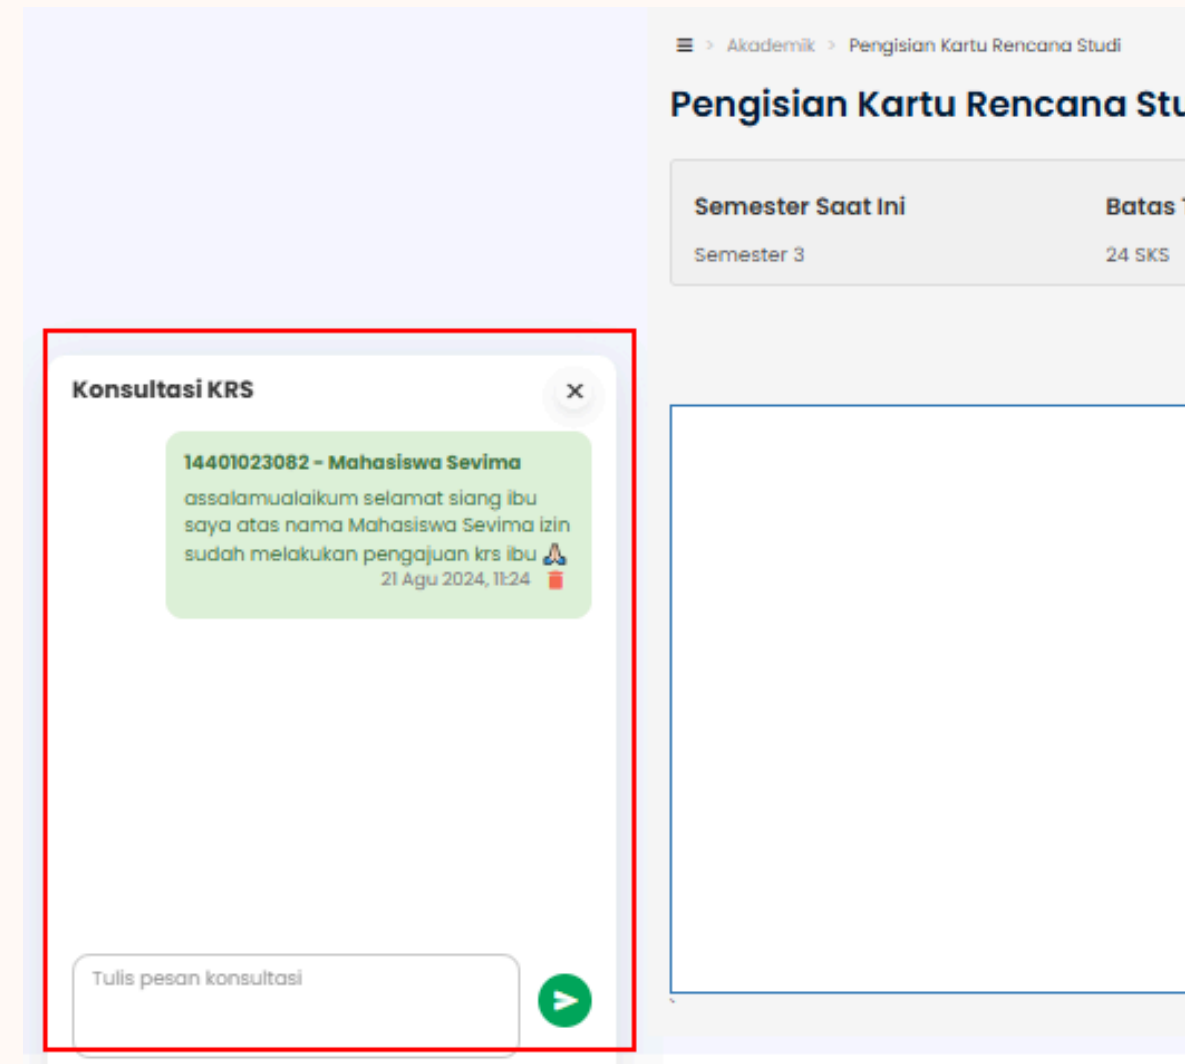 Akademik > Pengisian Kartu Rencana Studi
Pengisian Kartu Rencana Stu
Semester Saat Ini
Semester 3
Batas
24 SKS
Konsultasi KRS
14401023082 - Mahasiswa Sevima
assalamualaikum selamat siang ibu
saya atas nama Mahasiswa Sevima izin
sudah melakukan pengajuan krs ibu 🙏🏻
21 Agu 2024, 11:24
Tulis pesan konsultasi